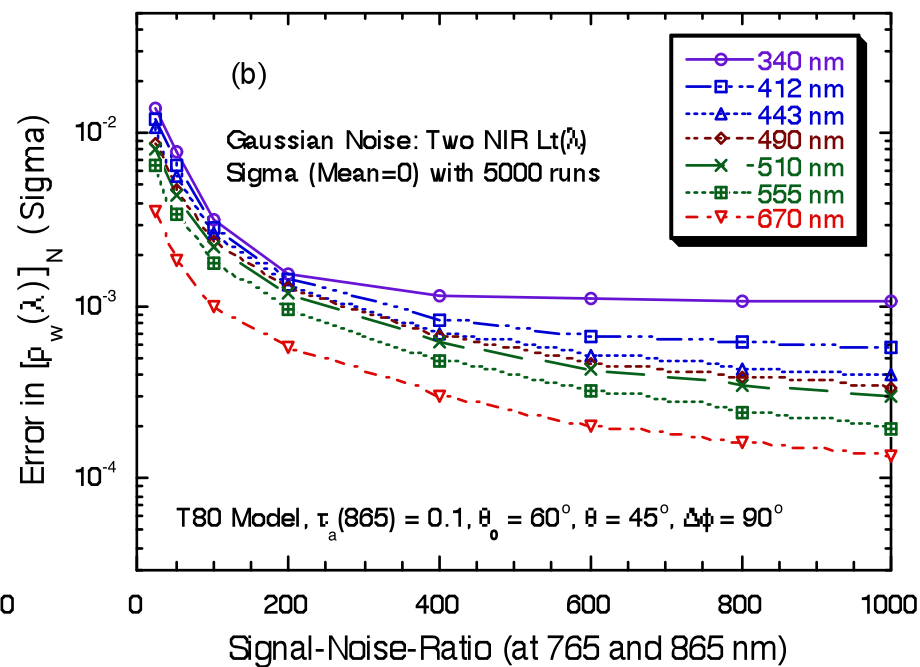 (b)
340 nm
412 nm
443 nm
490 nm
510 nm
555 nm
670 nm
Gaussian Noise: Two NIR Lt(λ)
Sigma (Mean=0) with 5000 runs
Error in [ρw(λ)]N (Sigma)
10-2
10-3
10-4
T80 Model, τa(865) = 0.1, θo = 60°, θ = 45°, Δϕ = 90°
0
0 200 400 600 800 1000
Signal-Noise-Ratio (at 765 and 865 nm)